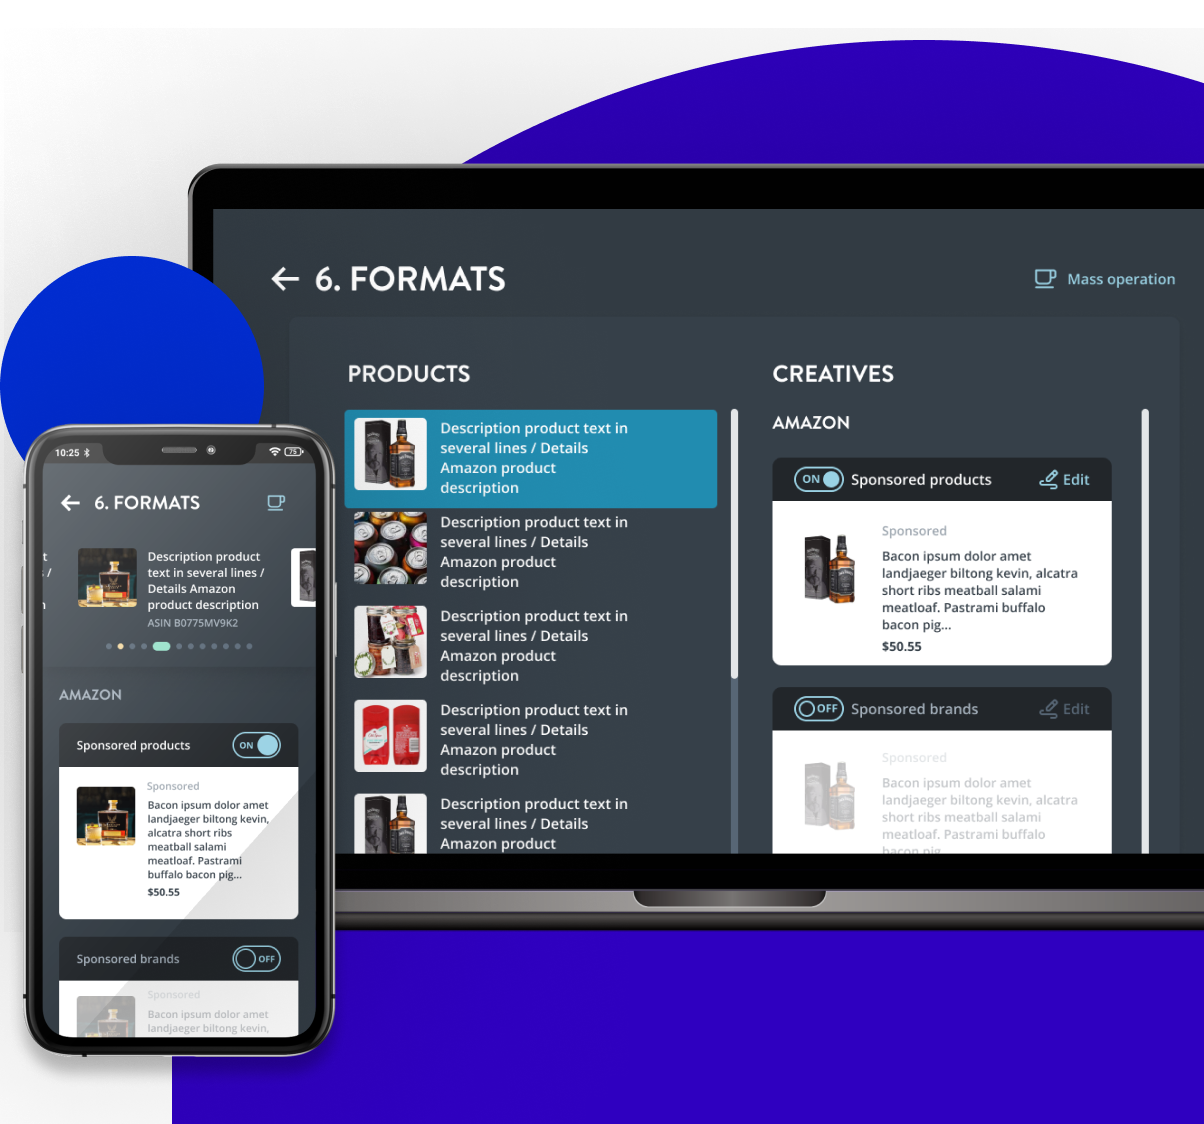 6. FORMATS
Mass operation
PRODUCTS
Description product text in
several lines / Details
Amazon product
description
Description product text in
several lines / Details
Amazon product
description
Description product text in
several lines / Details
Amazon product
description
Description product text in
several lines / Details
Amazon product
description
Description product text in
several lines / Details
Amazon product
CREATIVES
AMAZON
ON Sponsored products Edit
Sponsored
Bacon ipsum dolor amet
landjaeger biltong kevin, alcatra
short ribs meatball salami
meatloaf. Pastrami buffalo
bacon pig...
$50.55
OFF Sponsored brands Edit
Sponsored
Bacon ipsum dolor amet
landjaeger biltong kevin, alcatra
short ribs meatball salami
meatloaf. Pastrami buffalo
bacon pig
10:25 75
6. FORMATS
t
/
Description product
text in several lines /
Details Amazon
product description
ASIN B0775MV9K2
AMAZON
Sponsored products ON
Sponsored
Bacon ipsum dolor amet
landjaeger biltong kevin,
alcatra short ribs
meatball salami
meatloaf. Pastrami
buffalo bacon pig...
$50.55
Sponsored brands OFF
Sponsored
Bacon ipsum dolor amet
landjaeger biltong kevin,